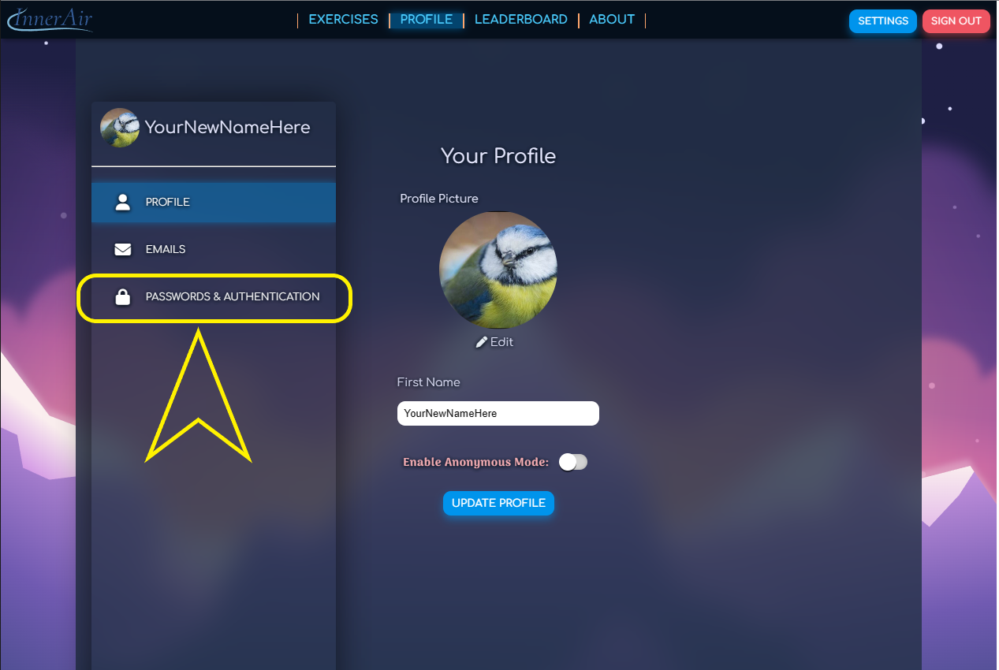 InnerAir
EXERCISES
PROFILE
LEADERBOARD
ABOUT
SETTINGS
SIGN OUT
YourNewNameHere
PROFILE
EMAILS
PASSWORDS & AUTHENTICATION
Your Profile
Profile Picture
Edit
First Name
YourNewNameHere
Enable Anonymous Mode:
UPDATE PROFILE